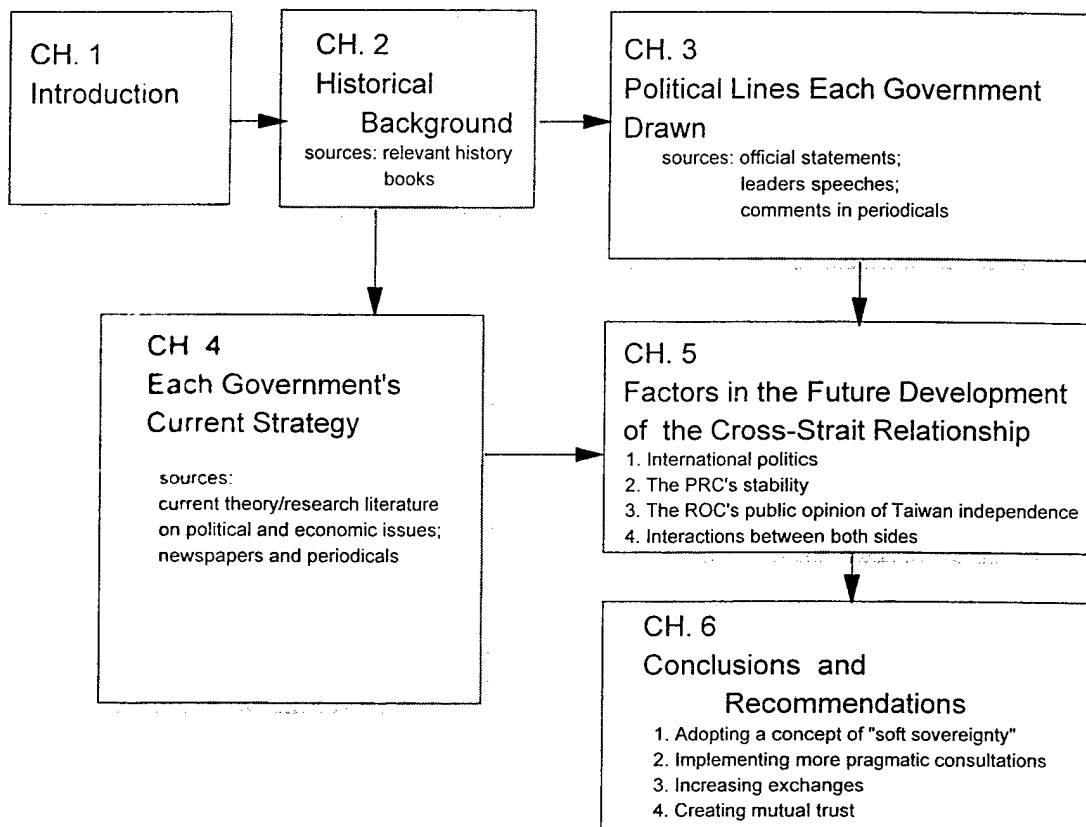 CH. 1
Introduction
CH. 2
Historical
Background
sources: relevant history
books
CH. 3
Political Lines Each Government
Drawn
sources: official statements;
leaders speeches;
comments in periodicals
CH 4
Each Government's
Current Strategy
sources:
current theory/research literature
on political and economic issues;
newspapers and periodicals
CH. 5
Factors in the Future Development
of the Cross-Strait Relationship
1. International politics
2. The PRC's stability
3. The ROC's public opinion of Taiwan independence
4. Interactions between both sides
CH. 6
Conclusions and
Recommendations
1. Adopting a concept of "soft sovereignty"
2. Implementing more pragmatic consultations
3. Increasing exchanges
4. Creating mutual trust